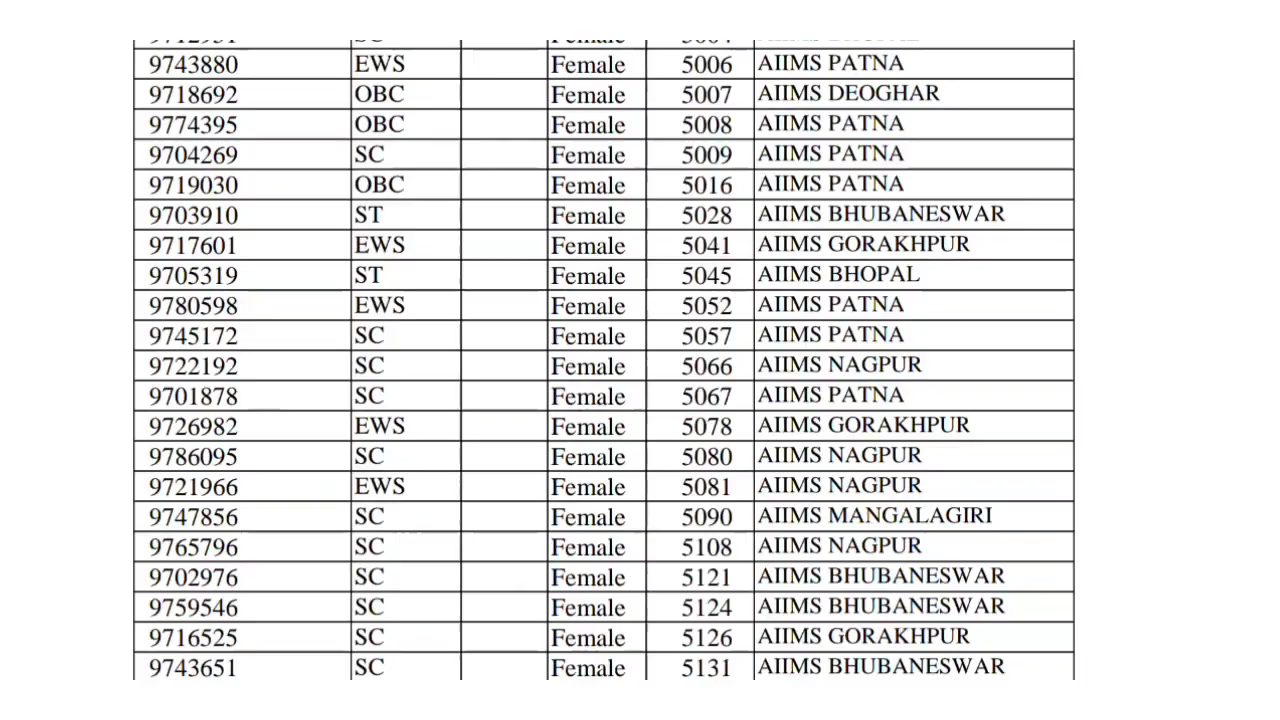 9743880 EWS Female 5006 AIIMS PATNA
9718692 OBC Female 5007 AIIMS DEOGHAR
9774395 OBC Female 5008 AIIMS PATNA
9704269 SC Female 5009 AIIMS PATNA
9719030 OBC Female 5016 AIIMS PATNA
9703910 ST Female 5028 AIIMS BHUBANESWAR
9717601 EWS Female 5041 AIIMS GORAKHPUR
9705319 ST Female 5045 AIIMS BHOPAL
9780598 EWS Female 5052 AIIMS PATNA
9745172 SC Female 5057 AIIMS PATNA
9722192 SC Female 5066 AIIMS NAGPUR
9701878 SC Female 5067 AIIMS PATNA
9726982 EWS Female 5078 AIIMS GORAKHPUR
9786095 SC Female 5080 AIIMS NAGPUR
9721966 EWS Female 5081 AIIMS NAGPUR
9747856 SC Female 5090 AIIMS MANGALAGIRI
9765796 SC Female 5108 AIIMS NAGPUR
9702976 SC Female 5121 AIIMS BHUBANESWAR
9759546 SC Female 5124 AIIMS BHUBANESWAR
9716525 SC Female 5126 AIIMS GORAKHPUR
9743651 SC Female 5131 AIIMS BHUBANESWAR